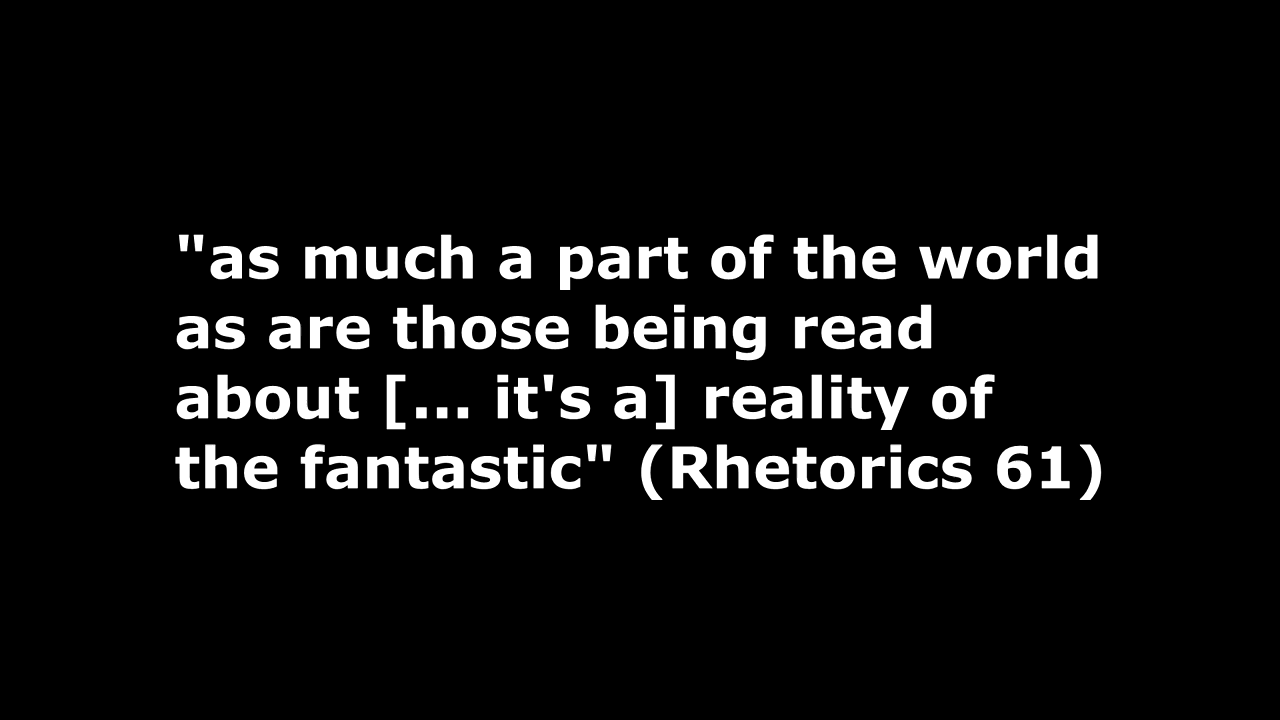 "as much a part of the world
as are those being read
about [... it's a] reality of
the fantastic" (Rhetorics 61)